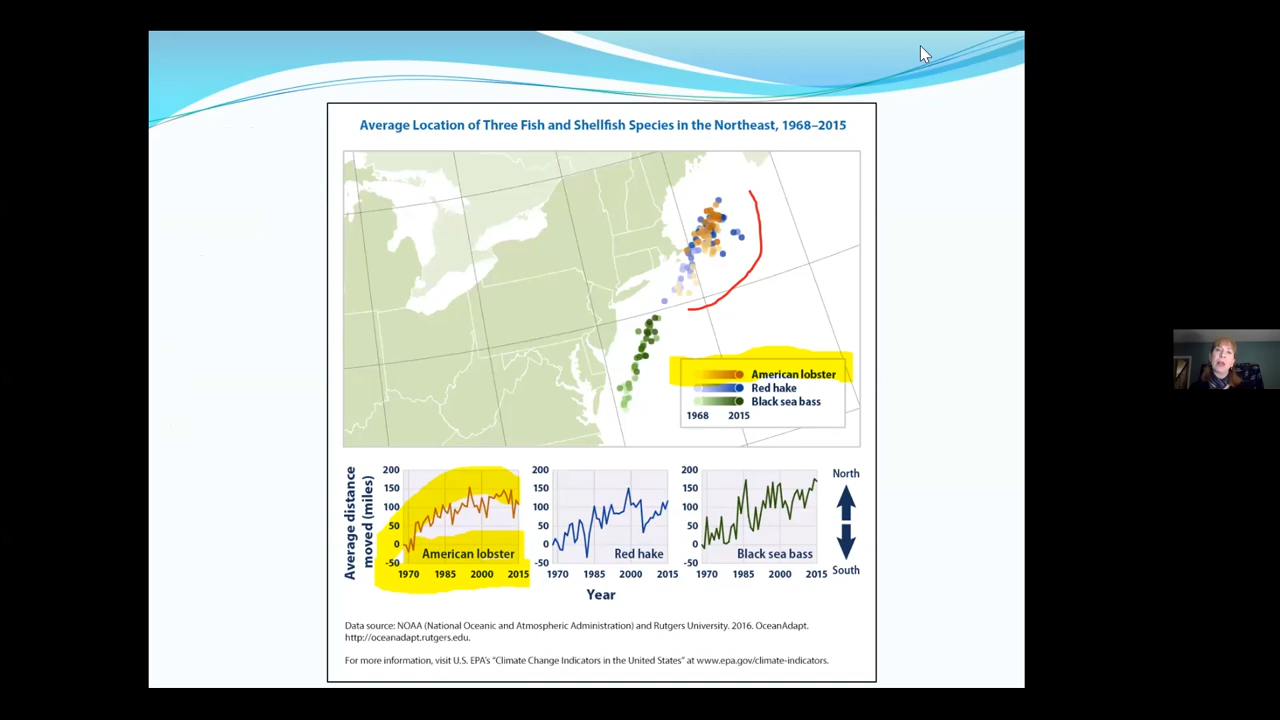 Average Location of Three Fish and Shellfish Species in the Northeast, 1968–2015
American lobster
Red hake
Black sea bass
1968 2015
Average distance moved (miles)
200
150
100
50
0
-50
American lobster
1970 1985 2000 2015
200
150
100
50
0
-50
Red hake
1970 1985 2000 2015
200
150
100
50
0
-50
Black sea bass
1970 1985 2000 2015
North
South
Year
Data source: NOAA (National Oceanic and Atmospheric Administration) and Rutgers University. 2016. OceanAdapt.
http://oceanadapt.rutgers.edu.
For more information, visit U.S. EPA's "Climate Change Indicators in the United States" at www.epa.gov/climate-indicators.